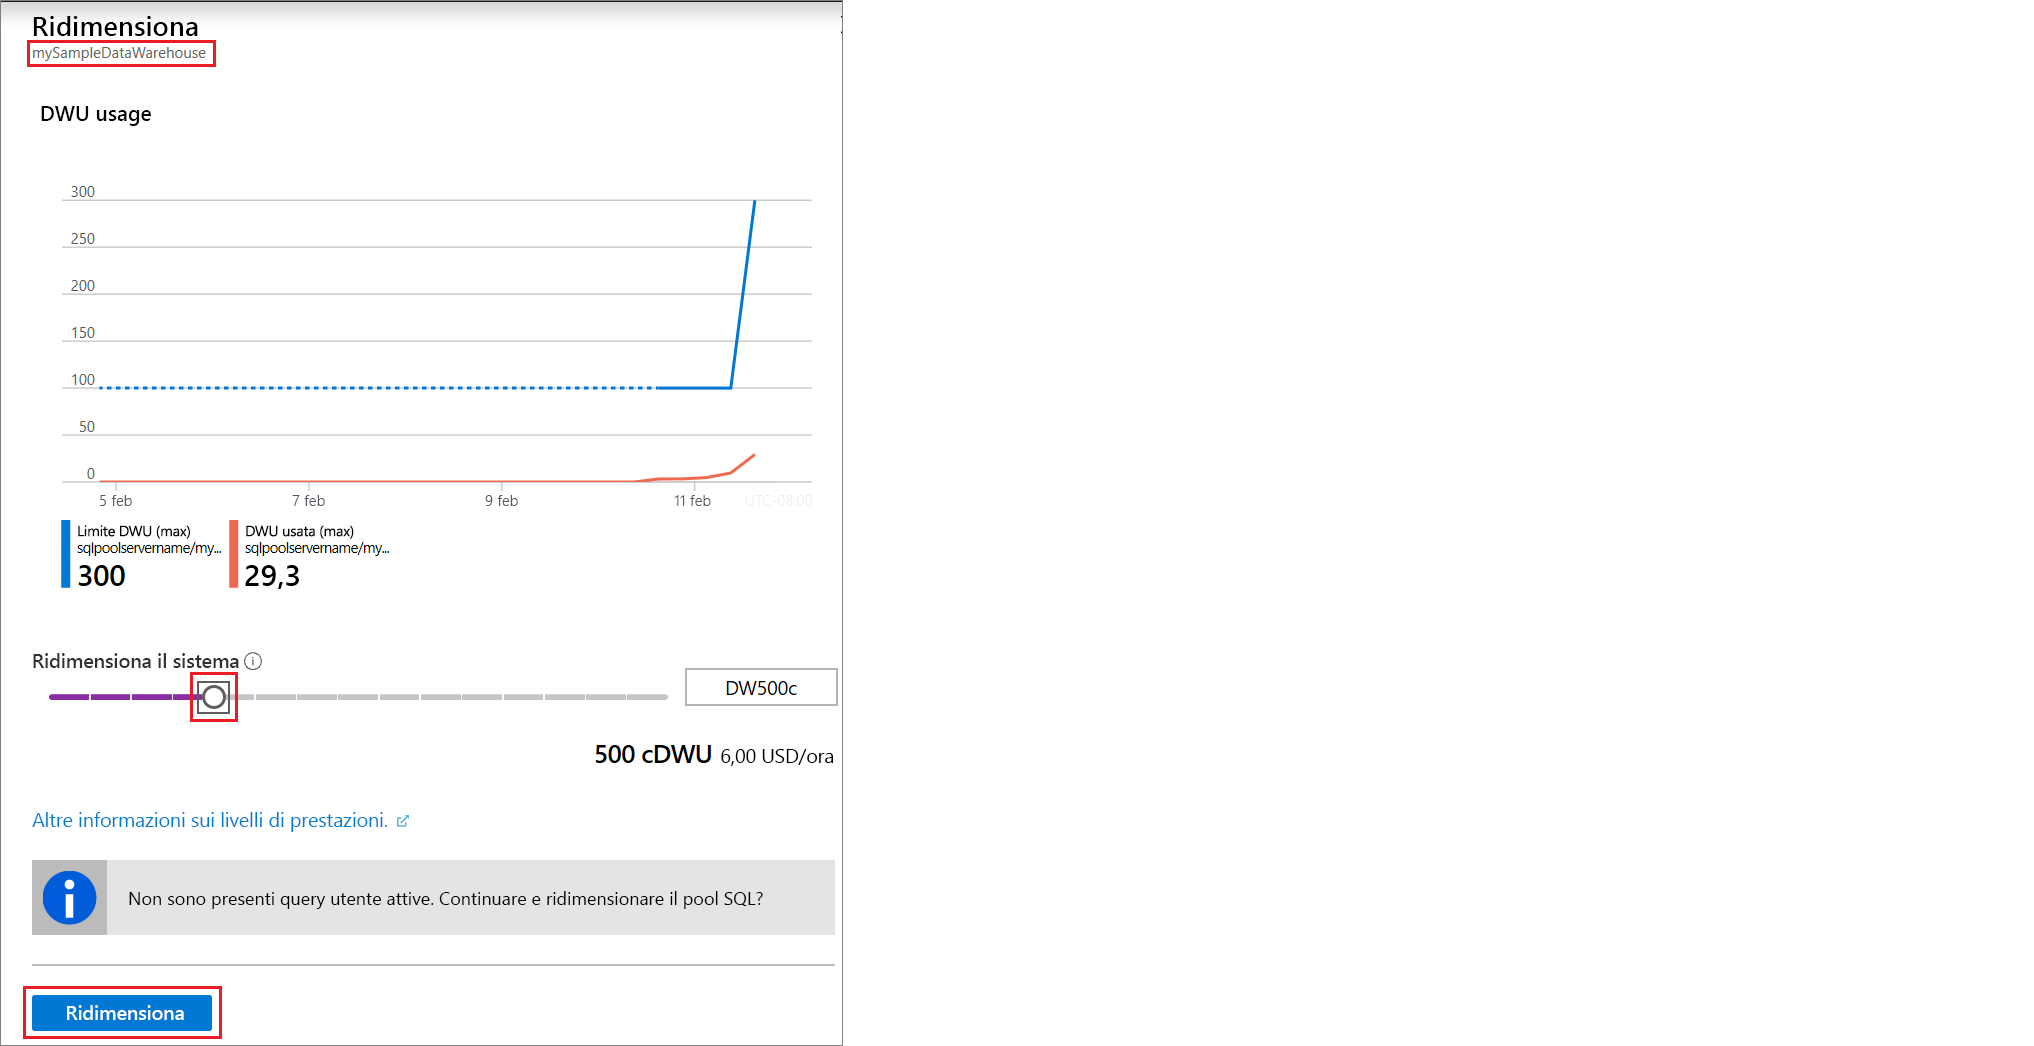 Ridimensiona
mySampleDataWarehouse
DWU usage
300
250
200
150
100
50
0
5 feb
7 feb
9 feb
11 feb
UTC-08:00
Limite DWU (max)
sqlpoolservername/my...
300
DWU usata (max)
sqlpoolservername/my...
29,3
Ridimensiona il sistema
DW500c
500 cDWU 6,00 USD/ora
Altre informazioni sui livelli di prestazioni.
Non sono presenti query utente attive. Continuare e ridimensionare il pool SQL?
Ridimensiona